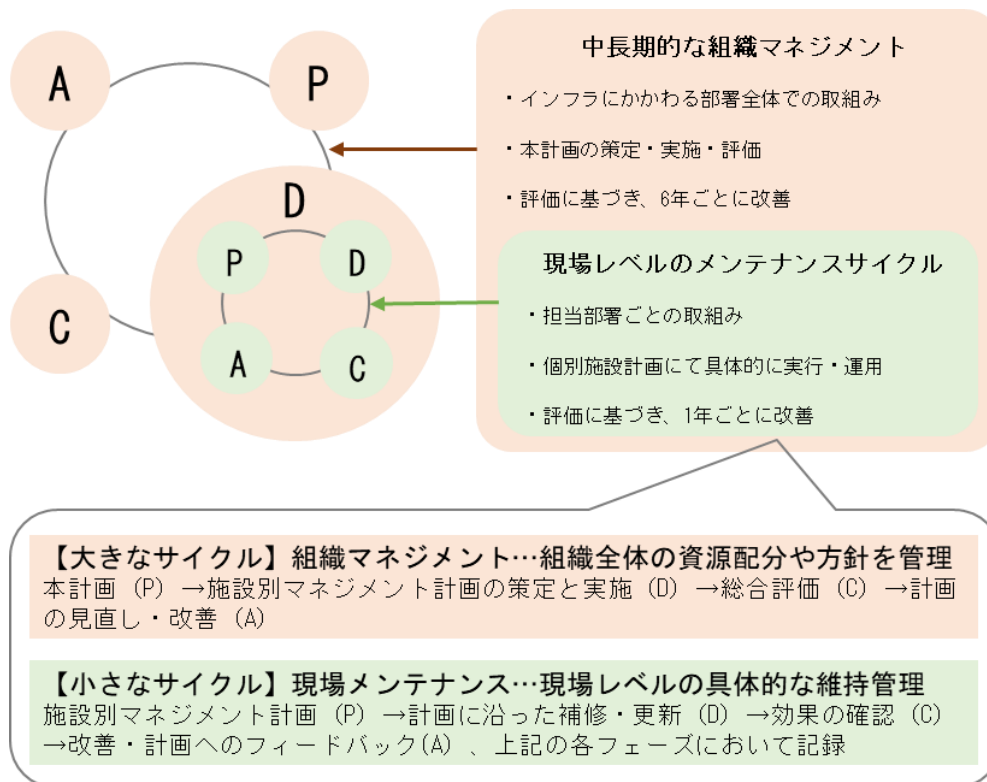 A
P
C
D
P
D
A
C
中長期的な組織マネジメント
・インフラにかかわる部署全体での取組み
・本計画の策定・実施・評価
・評価に基づき、6年ごとに改善
現場レベルのメンテナンスサイクル
・担当部署ごとの取組み
・個別施設計画にて具体的に実行・運用
・評価に基づき、1年ごとに改善
【大きなサイクル】組織マネジメント…組織全体の資源配分や方針を管理
本計画（P）→施設別マネジメント計画の策定と実施（D）→総合評価（C）→計画
の見直し・改善（A）
【小さなサイクル】現場メンテナンス…現場レベルの具体的な維持管理
施設別マネジメント計画（P）→計画に沿った補修・更新（D）→効果の確認（C）
→改善・計画へのフィードバック(A)、上記の各フェーズにおいて記録